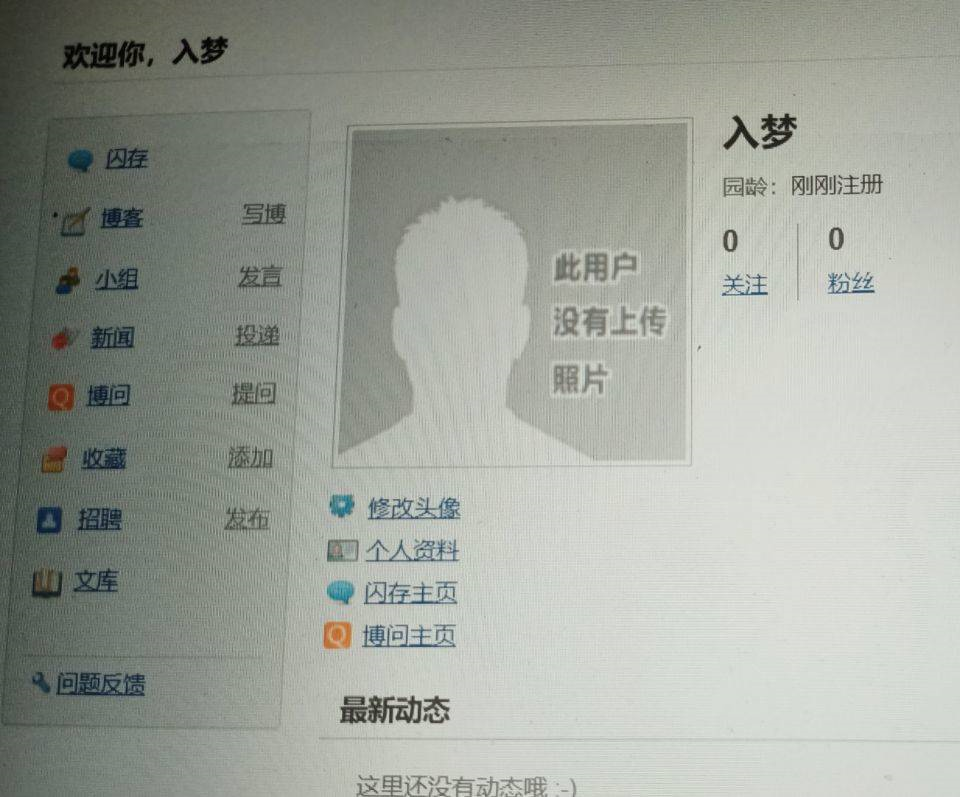 欢迎你，入梦
闪存
博客 写博
小组 发言
新闻 投递
博问 提问
收藏 添加
招聘 发布
文库
问题反馈
此用户
没有上传
照片
修改头像
个人资料
闪存主页
博问主页
入梦
园龄：刚刚注册
0 0
关注 粉丝
最新动态
这里还没有动态哦 :-)